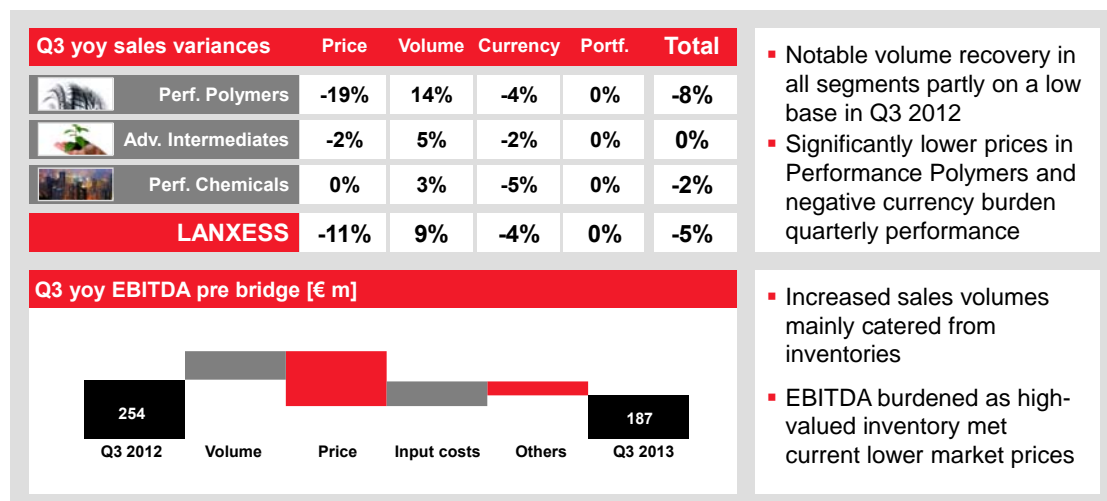 Q3 yoy sales variances Price Volume Currency Portf. Total
Perf. Polymers -19% 14% -4% 0% -8%
Adv. Intermediates -2% 5% -2% 0% 0%
Perf. Chemicals 0% 3% -5% 0% -2%
LANXESS -11% 9% -4% 0% -5%
▪ Notable volume recovery in
all segments partly on a low
base in Q3 2012
▪ Significantly lower prices in
Performance Polymers and
negative currency burden
quarterly performance
Q3 yoy EBITDA pre bridge [€ m]
254 187
Q3 2012 Volume Price Input costs Others Q3 2013
▪ Increased sales volumes
mainly catered from
inventories
▪ EBITDA burdened as high-
valued inventory met
current lower market prices